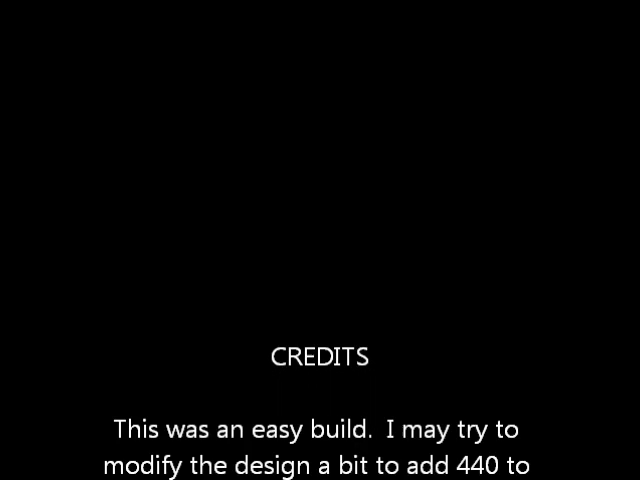 CREDITS
This was an easy build.  I may try to
modify the design a bit to add 440 to